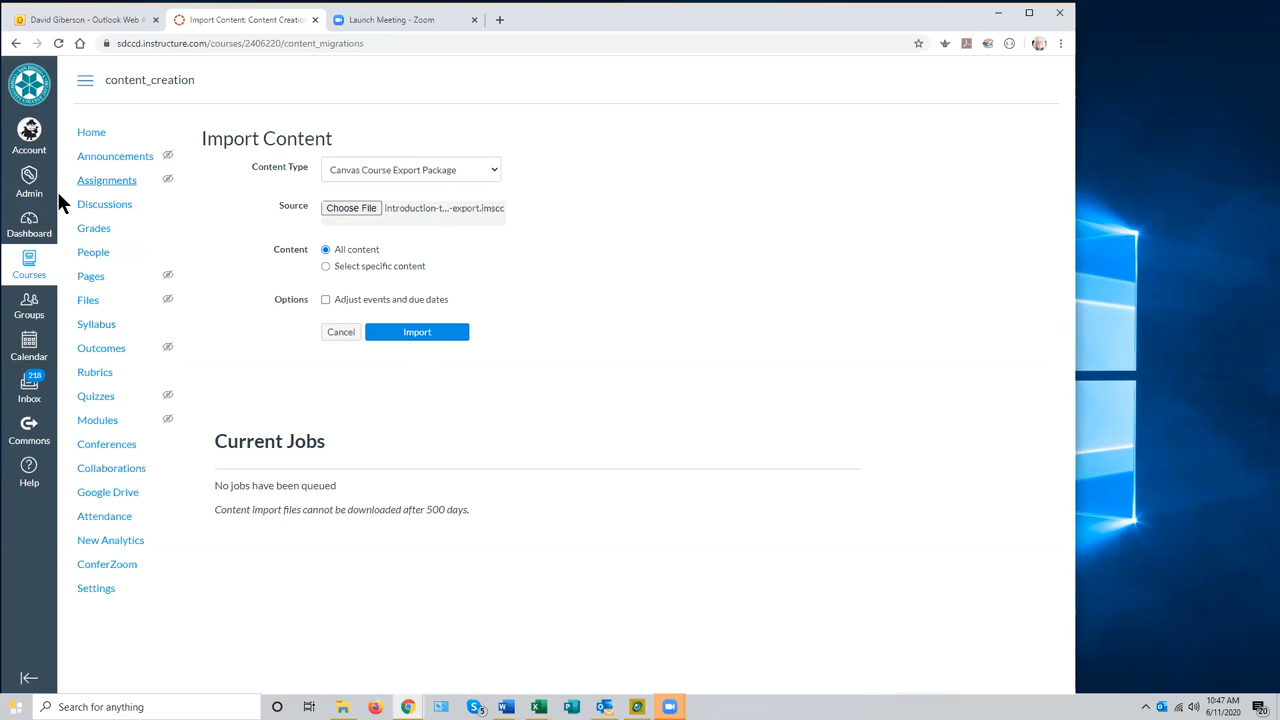 David Giberson - Outlook Web A
Import Content: Content Creatio
Launch Meeting - Zoom
sdccd.instructure.com/courses/2406220/content_migrations
content_creation
Account
Admin
Dashboard
Courses
Groups
Calendar
218
Inbox
Commons
Help
Home
Announcements
Assignments
Discussions
Grades
People
Pages
Files
Syllabus
Outcomes
Rubrics
Quizzes
Modules
Conferences
Collaborations
Google Drive
Attendance
New Analytics
ConferZoom
Settings
Import Content
Content Type Canvas Course Export Package
Source Choose File introduction-t...-export.imscc
Content All content
Select specific content
Options Adjust events and due dates
Cancel Import
Current Jobs
No jobs have been queued
Content import files cannot be downloaded after 500 days.
Search for anything
5
10:47 AM
6/11/2020
20